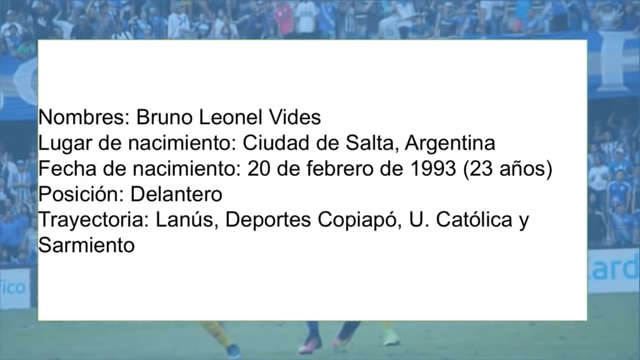 Nombres: Bruno Leonel Vides
Lugar de nacimiento: Ciudad de Salta, Argentina
Fecha de nacimiento: 20 de febrero de 1993 (23 años)
Posición: Delantero
Trayectoria: Lanús, Deportes Copiapó, U. Católica y
Sarmiento